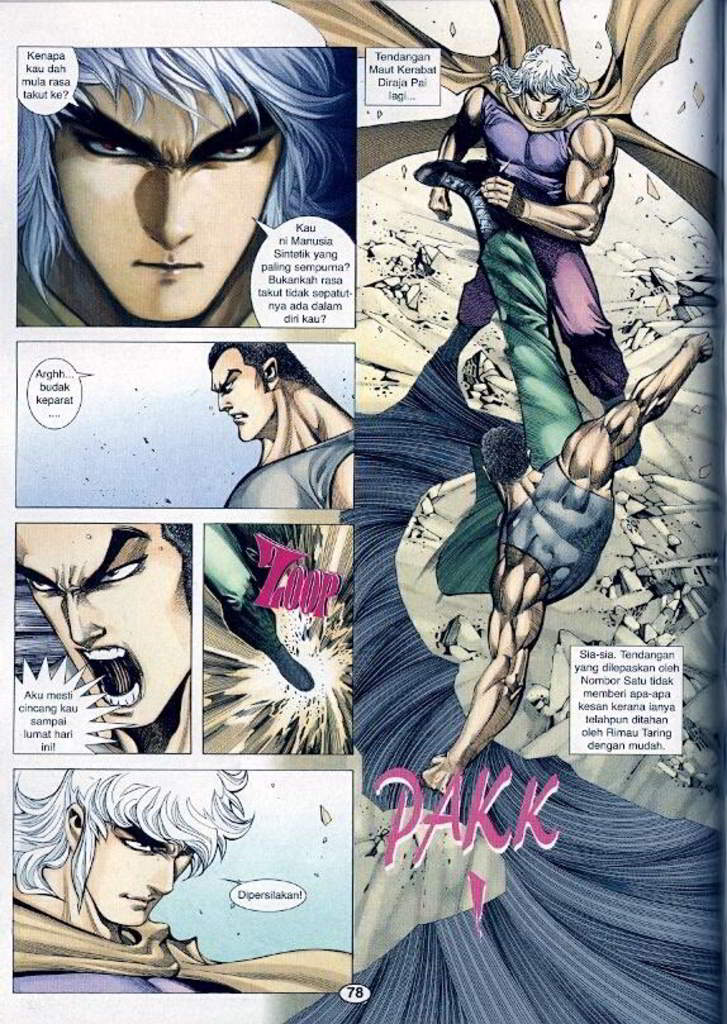 Kenapa
kau dah
mula rasa
takut ke?
Kau
ni Manusia
Sintetik yang
paling sempurna?
Bukankah rasa
takut tidak sepatut-
nya ada dalam
diri kau?
Arghh...
budak
keparat
....
Aku mesti
cincang kau
sampai
lumat hari
ini!
ZOOP
Dipersilakan!
Tendangan
Maut Kerabat
Diraja Pai
lagi...
Sia-sia. Tendangan
yang dilepaskan oleh
Nombor Satu tidak
memberi apa-apa
kesan kerana ianya
telahpun ditahan
oleh Rimau Taring
dengan mudah.
PAKK
!
78